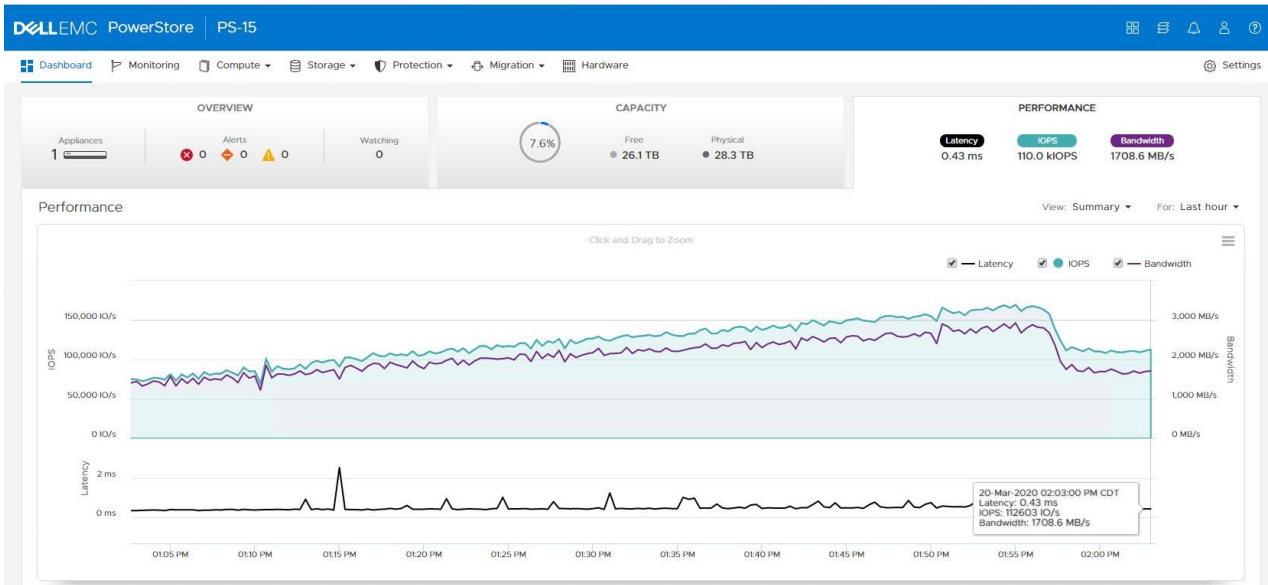 DELLEMC PowerStore PS-15
Dashboard Monitoring Compute Storage Protection Migration Hardware Settings
OVERVIEW
Appliances
1
Alerts
0 0 0
Watching
0
CAPACITY
7.6%
Free
26.1 TB
Physical
28.3 TB
PERFORMANCE
Latency
0.43 ms
IOPS
110.0 kIOPS
Bandwidth
1708.6 MB/s
Performance
View: Summary For: Last hour
Click and Drag to Zoom
Latency IOPS Bandwidth
IOPS
150,000 IO/s
100,000 IO/s
50,000 IO/s
0 IO/s
3,000 MB/s
2,000 MB/s
1,000 MB/s
0 MB/s
Bandwidth
Latency
2 ms
0 ms
20-Mar-2020 02:03:00 PM CDT
Latency: 0.43 ms
IOPS: 112603 IO/s
Bandwidth: 1708.6 MB/s
01:05 PM 01:10 PM 01:15 PM 01:20 PM 01:25 PM 01:30 PM 01:35 PM 01:40 PM 01:45 PM 01:50 PM 01:55 PM 02:00 PM